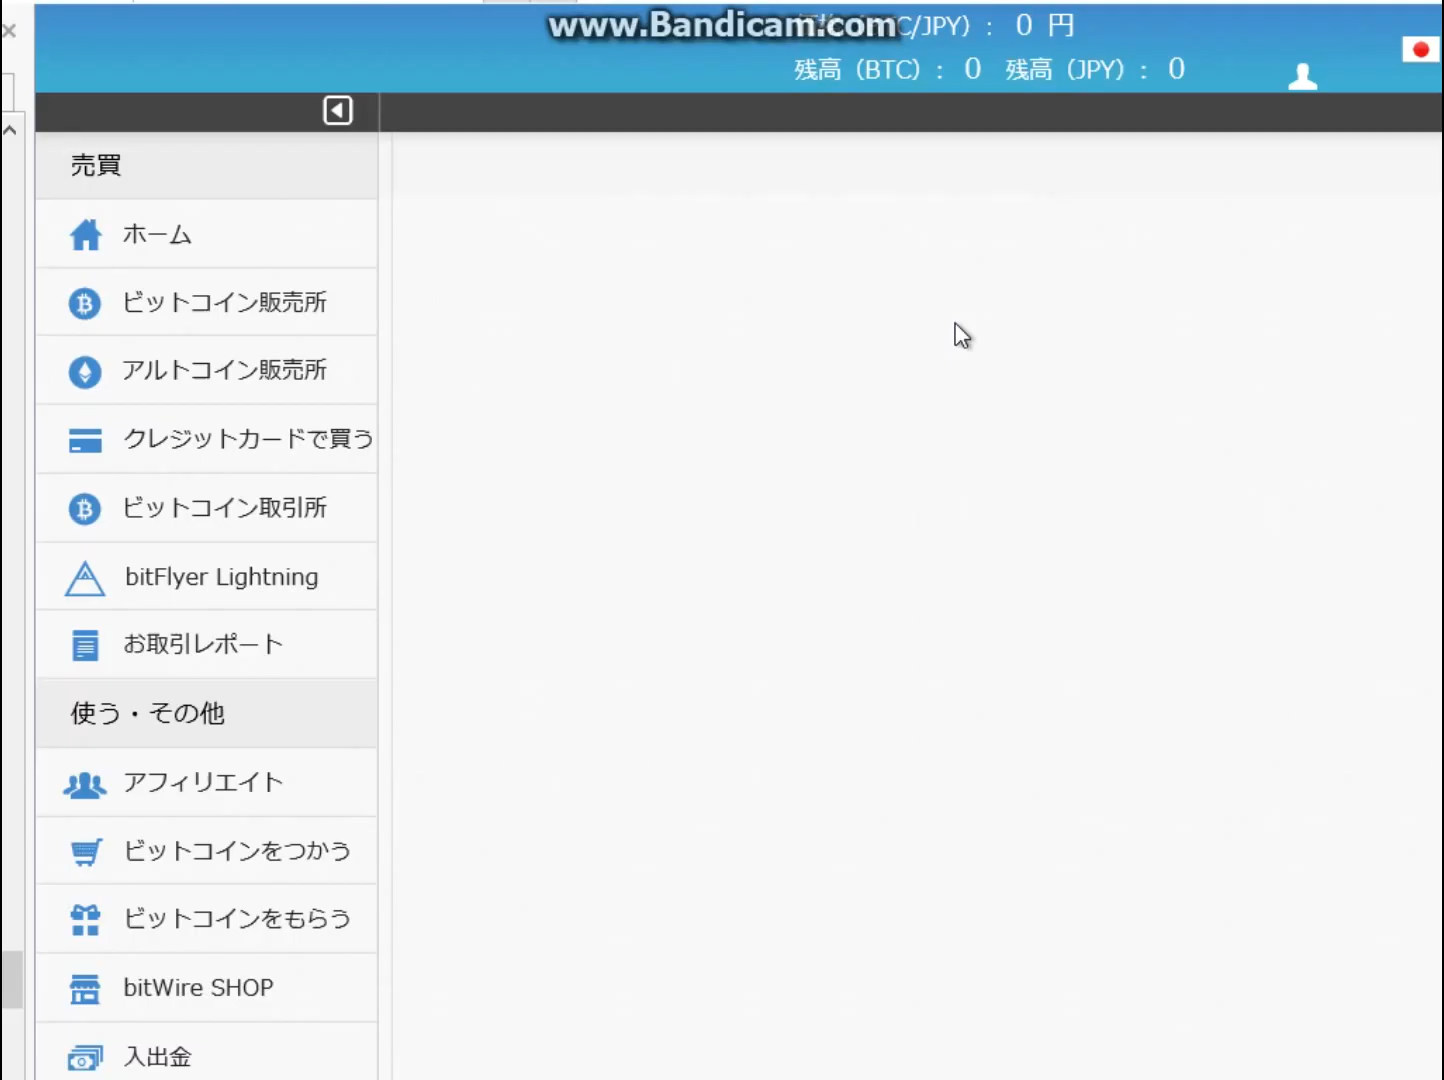 www.Bandicam.com
C/JPY) : 0 円
残高 (BTC) : 0 残高 (JPY) : 0
売買
ホーム
ビットコイン販売所
アルトコイン販売所
クレジットカードで買う
ビットコイン取引所
bitFlyer Lightning
お取引レポート
使う・その他
アフィリエイト
ビットコインをつかう
ビットコインをもらう
bitWire SHOP
入出金